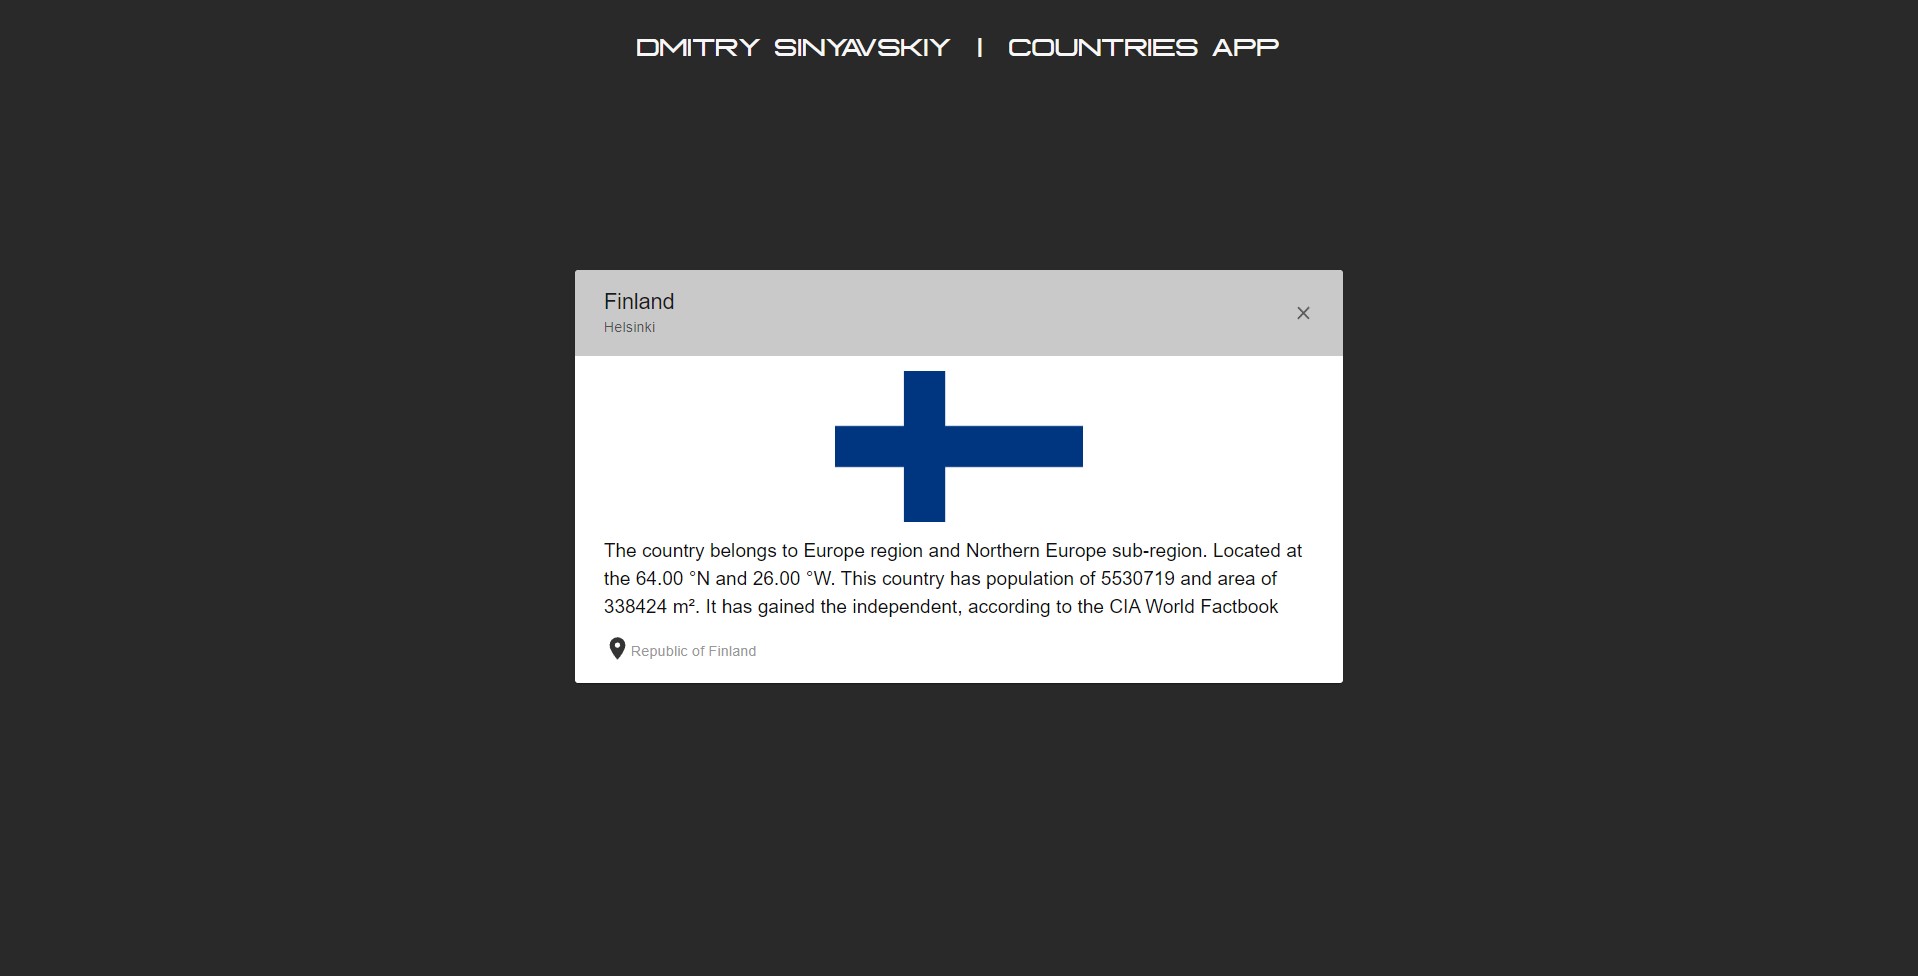 DMITRY SINYAVSKIY | COUNTRIES APP
Finland
Helsinki
The country belongs to Europe region and Northern Europe sub-region. Located at
the 64.00 °N and 26.00 °W. This country has population of 5530719 and area of
338424 m². It has gained the independent, according to the CIA World Factbook
Republic of Finland